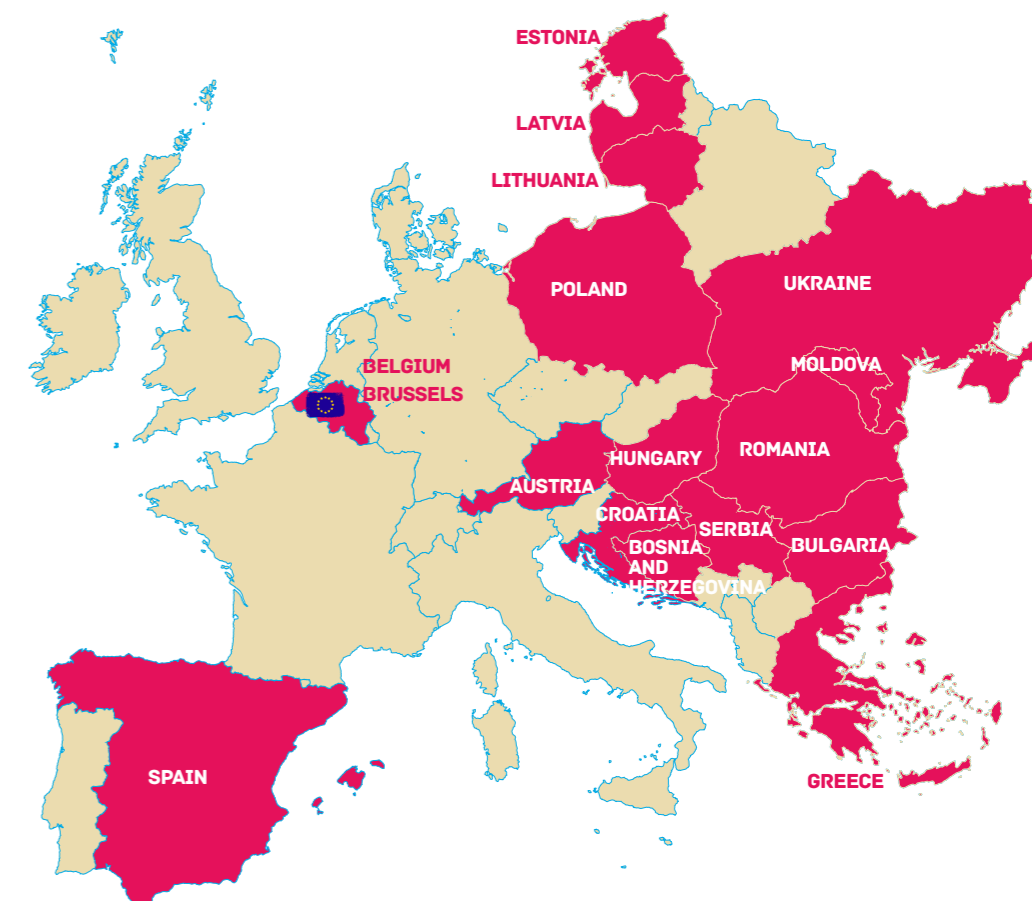 ESTONIA
LATVIA
LITHUANIA
POLAND
UKRAINE
MOLDOVA
BELGIUM
BRUSSELS
ROMANIA
HUNGARY
AUSTRIA
CROATIA
SERBIA
BULGARIA
BOSNIA
AND
HERZEGOVINA
SPAIN
GREECE